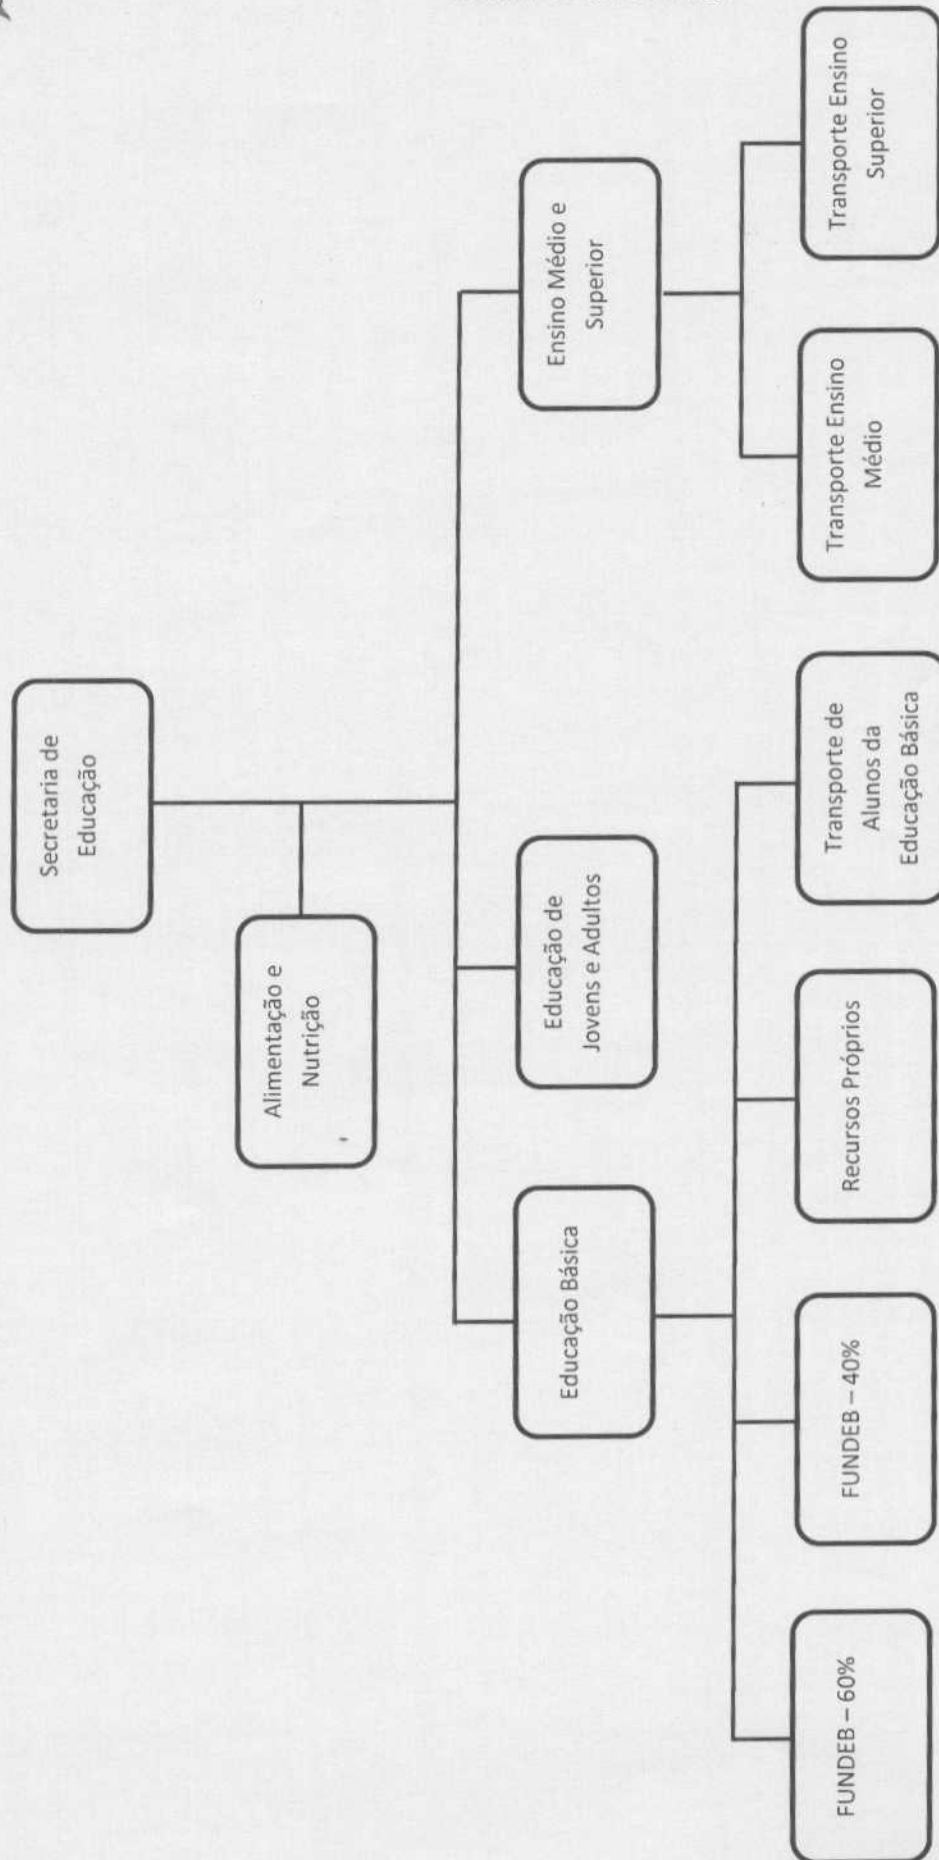 Secretaria de
Educação
Alimentação e
Nutrição
Educação Básica
Educação de
Jovens e Adultos
Ensino Médio e
Superior
FUNDEB – 60%
FUNDEB – 40%
Recursos Próprios
Transporte de
Alunos da
Educação Básica
Transporte Ensino
Médio
Transporte Ensino
Superior